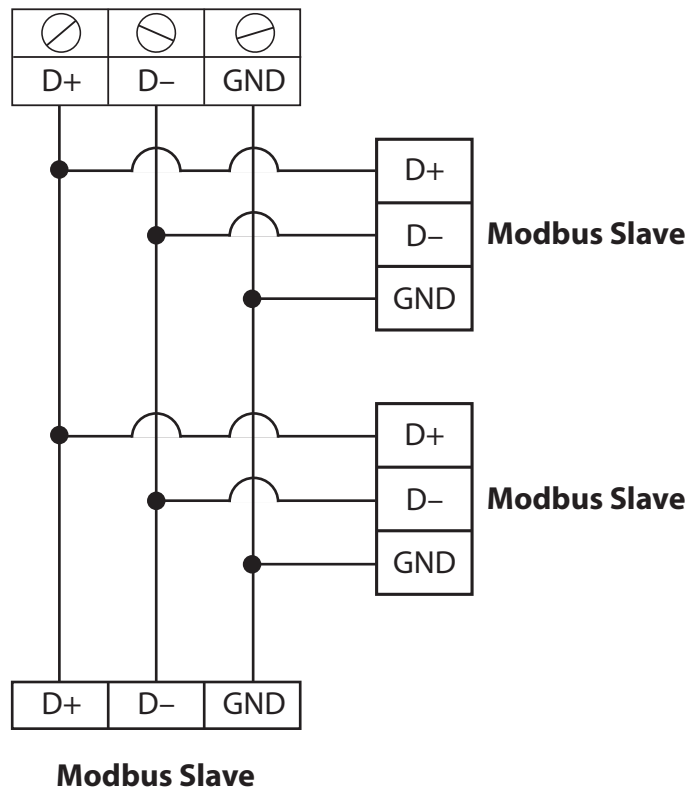 D+ D– GND
D+
D– Modbus Slave
GND
D+
D– Modbus Slave
GND
D+ D– GND
Modbus Slave